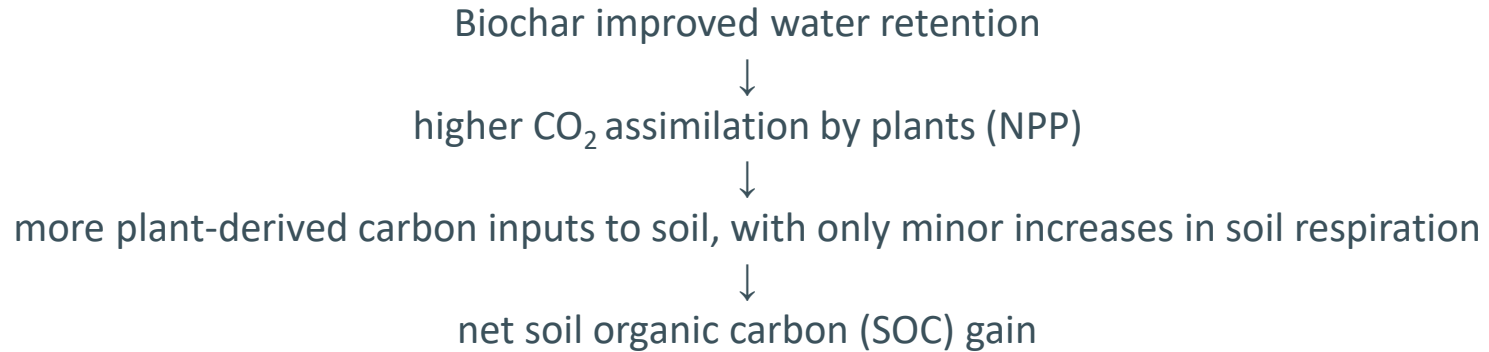 Biochar improved water retention
↓
higher CO₂ assimilation by plants (NPP)
↓
more plant-derived carbon inputs to soil, with only minor increases in soil respiration
↓
net soil organic carbon (SOC) gain